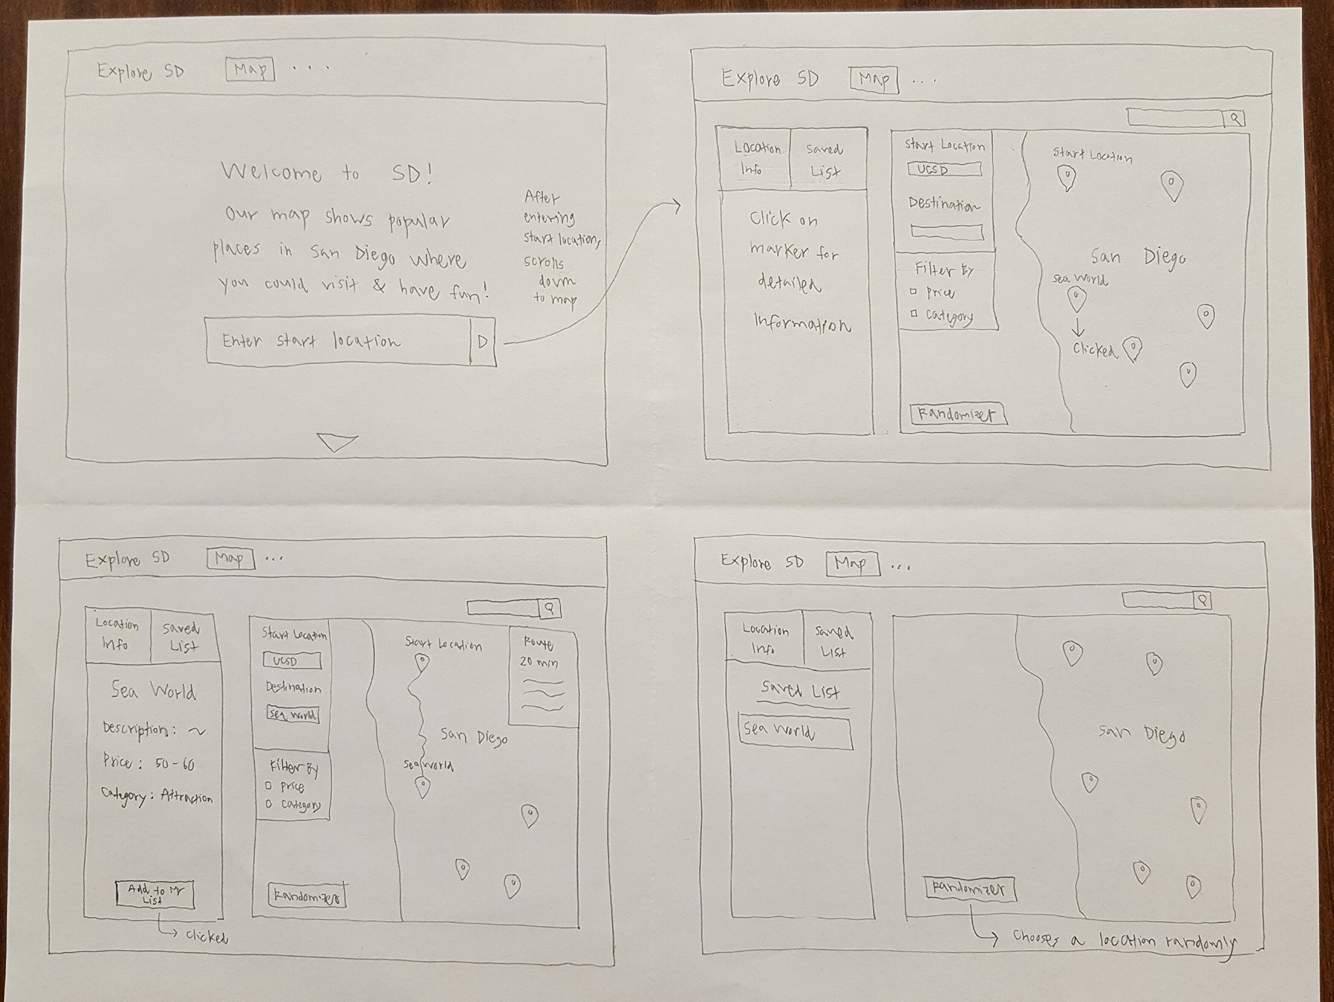 Explore SD
Map ...
Welcome to SD!
Our map shows popular
places in San Diego where
you could visit & have fun!
Enter start location
D
After
entering
start location,
scrolls
down
to map
Explore SD
Map ...
Location
Info
Saved
List
Click on
marker for
detailed
information
Start Location
UCSD
Destination
Filter By
Price
Category
Randomizer
Start Location
San Diego
Sea World
Clicked
Explore SD
Map ...
Location
Info
Saved
List
Sea World
Description: ~
Price: 50-60
Category: Attraction
Add to My
List
Clicked
Start Location
UCSD
Destination
Sea World
Filter By
Price
Category
Randomizer
Start Location
San Diego
Sea World
Route
20 min
Explore SD
Map ...
Location
Info
Saved
List
Saved List
Sea World
San Diego
Randomizer
Chooses a location randomly